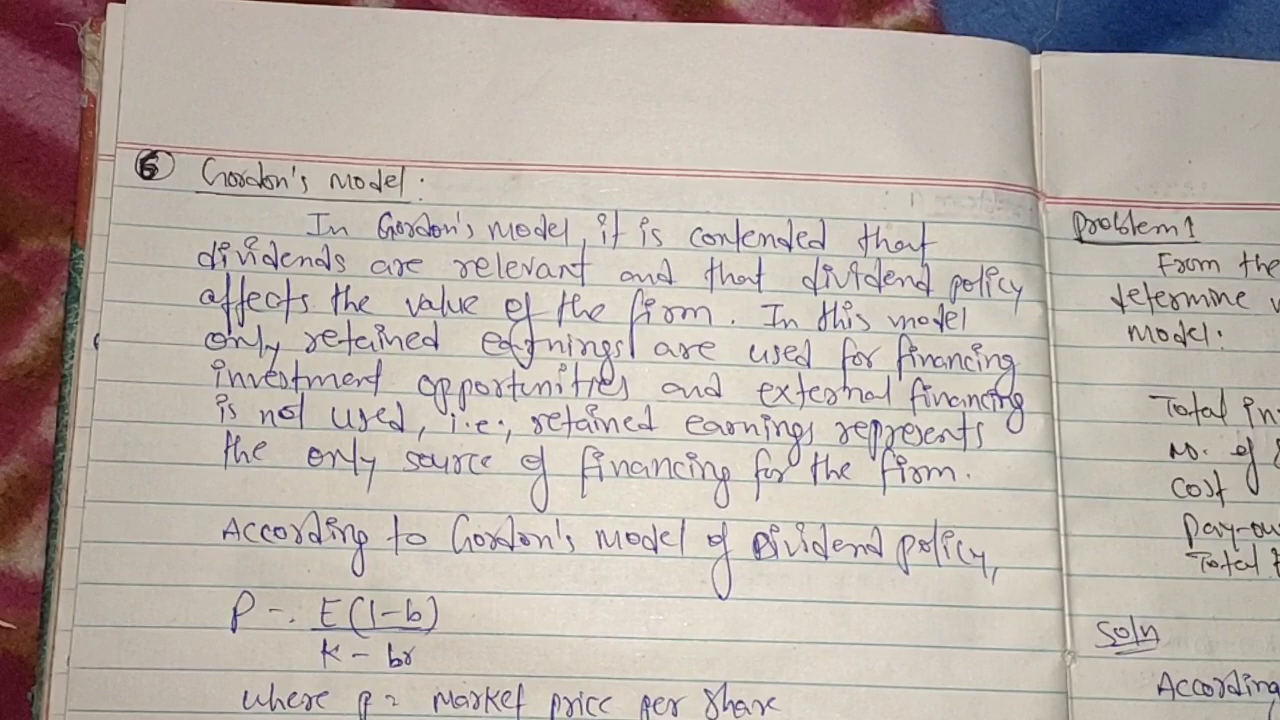 6 Gordon's Model:
In Gordon's Model, it is contended that
dividends are relevant and that dividend policy
affects the value of the firm. In this model
only retained earnings are used for financing
investment opportunities and external financing
is not used, i.e., retained earnings represents
the only source of financing for the firm.
According to Gordon's Model of Dividend policy,
P = E(1-b)
K - br
where P = Market price per share
Problem 1
From the
determine
Model:
Total in
No. of
Cost
Pay-ou
Total
Soln
According